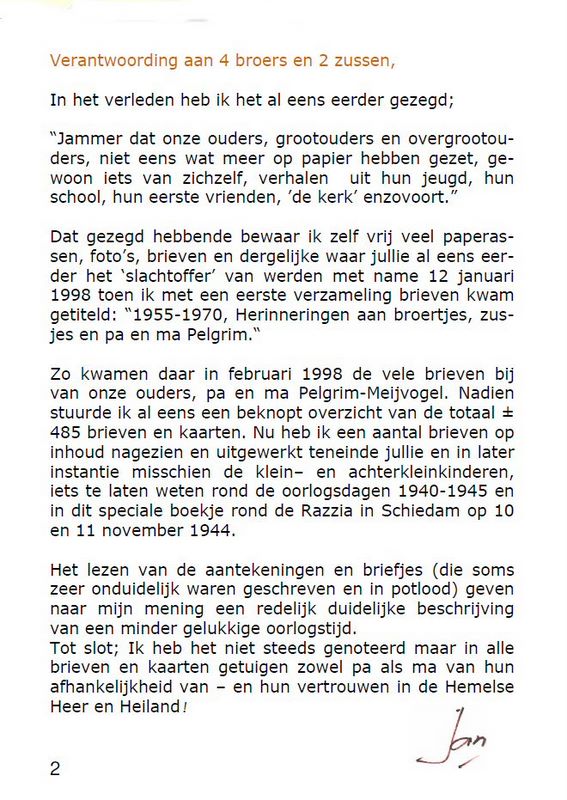 Verantwoording aan 4 broers en 2 zussen,
In het verleden heb ik het al eens eerder gezegd;
“Jammer dat onze ouders, grootouders en overgrootou-
ders, niet eens wat meer op papier hebben gezet, ge-
woon iets van zichzelf, verhalen uit hun jeugd, hun
school, hun eerste vrienden, ’de kerk’ enzovoort.”
Dat gezegd hebbende bewaar ik zelf vrij veel paperas-
sen, foto’s, brieven en dergelijke waar jullie al eens eer-
der het ‘slachtoffer’ van werden met name 12 januari
1998 toen ik met een eerste verzameling brieven kwam
getiteld: “1955-1970, Herinneringen aan broertjes, zus-
jes en pa en ma Pelgrim.“
Zo kwamen daar in februari 1998 de vele brieven bij
van onze ouders, pa en ma Pelgrim-Meijvogel. Nadien
stuurde ik al eens een beknopt overzicht van de totaal ±
485 brieven en kaarten. Nu heb ik een aantal brieven op
inhoud nagezien en uitgewerkt teneinde jullie en in later
instantie misschien de klein– en achterkleinkinderen,
iets te laten weten rond de oorlogsdagen 1940-1945 en
in dit speciale boekje rond de Razzia in Schiedam op 10
en 11 november 1944.
Het lezen van de aantekeningen en briefjes (die soms
zeer onduidelijk waren geschreven en in potlood) geven
naar mijn mening een redelijk duidelijke beschrijving
van een minder gelukkige oorlogstijd.
Tot slot; Ik heb het niet steeds genoteerd maar in alle
brieven en kaarten getuigen zowel pa als ma van hun
afhankelijkheid van – en hun vertrouwen in de Hemelse
Heer en Heiland!
Jan
2